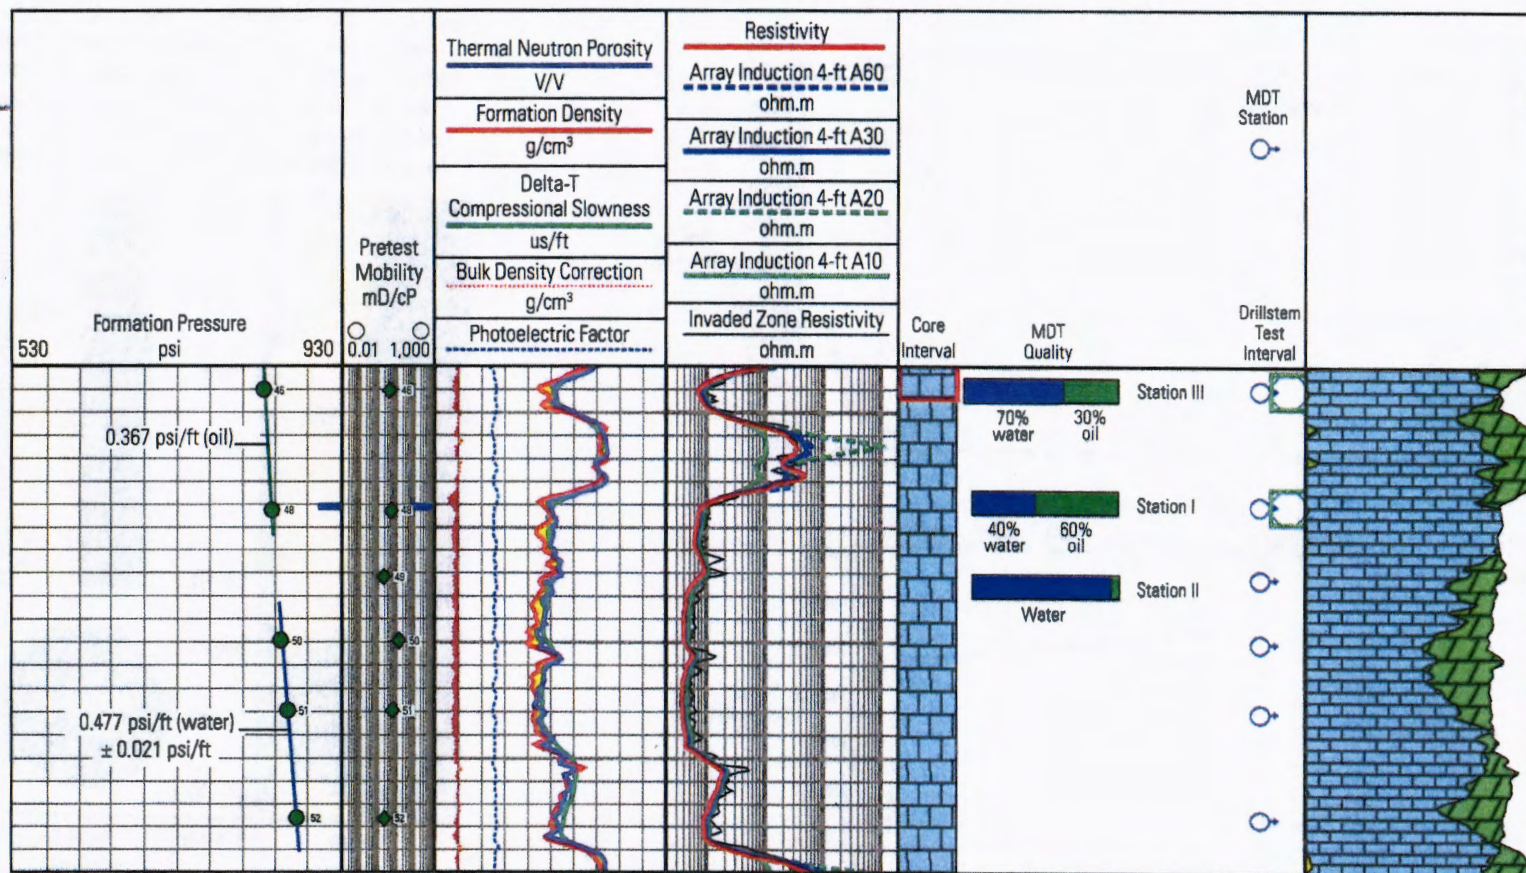 Formation Pressure
530 psi 930
Pretest
Mobility
mD/cP
0.01 1,000
Thermal Neutron Porosity
V/V
Formation Density
g/cm³
Delta-T
Compressional Slowness
us/ft
Bulk Density Correction
g/cm³
Photoelectric Factor
Resistivity
Array Induction 4-ft A60
ohm.m
Array Induction 4-ft A30
ohm.m
Array Induction 4-ft A20
ohm.m
Array Induction 4-ft A10
ohm.m
Invaded Zone Resistivity
ohm.m
Core
Interval
MDT
Quality
MDT
Station
Drillstem
Test
Interval
46
0.367 psi/ft (oil)
48
50
51
0.477 psi/ft (water)
± 0.021 psi/ft
52
46
48
49
50
51
52
Station III
70% 30%
water oil
Station I
40% 60%
water oil
Station II
Water